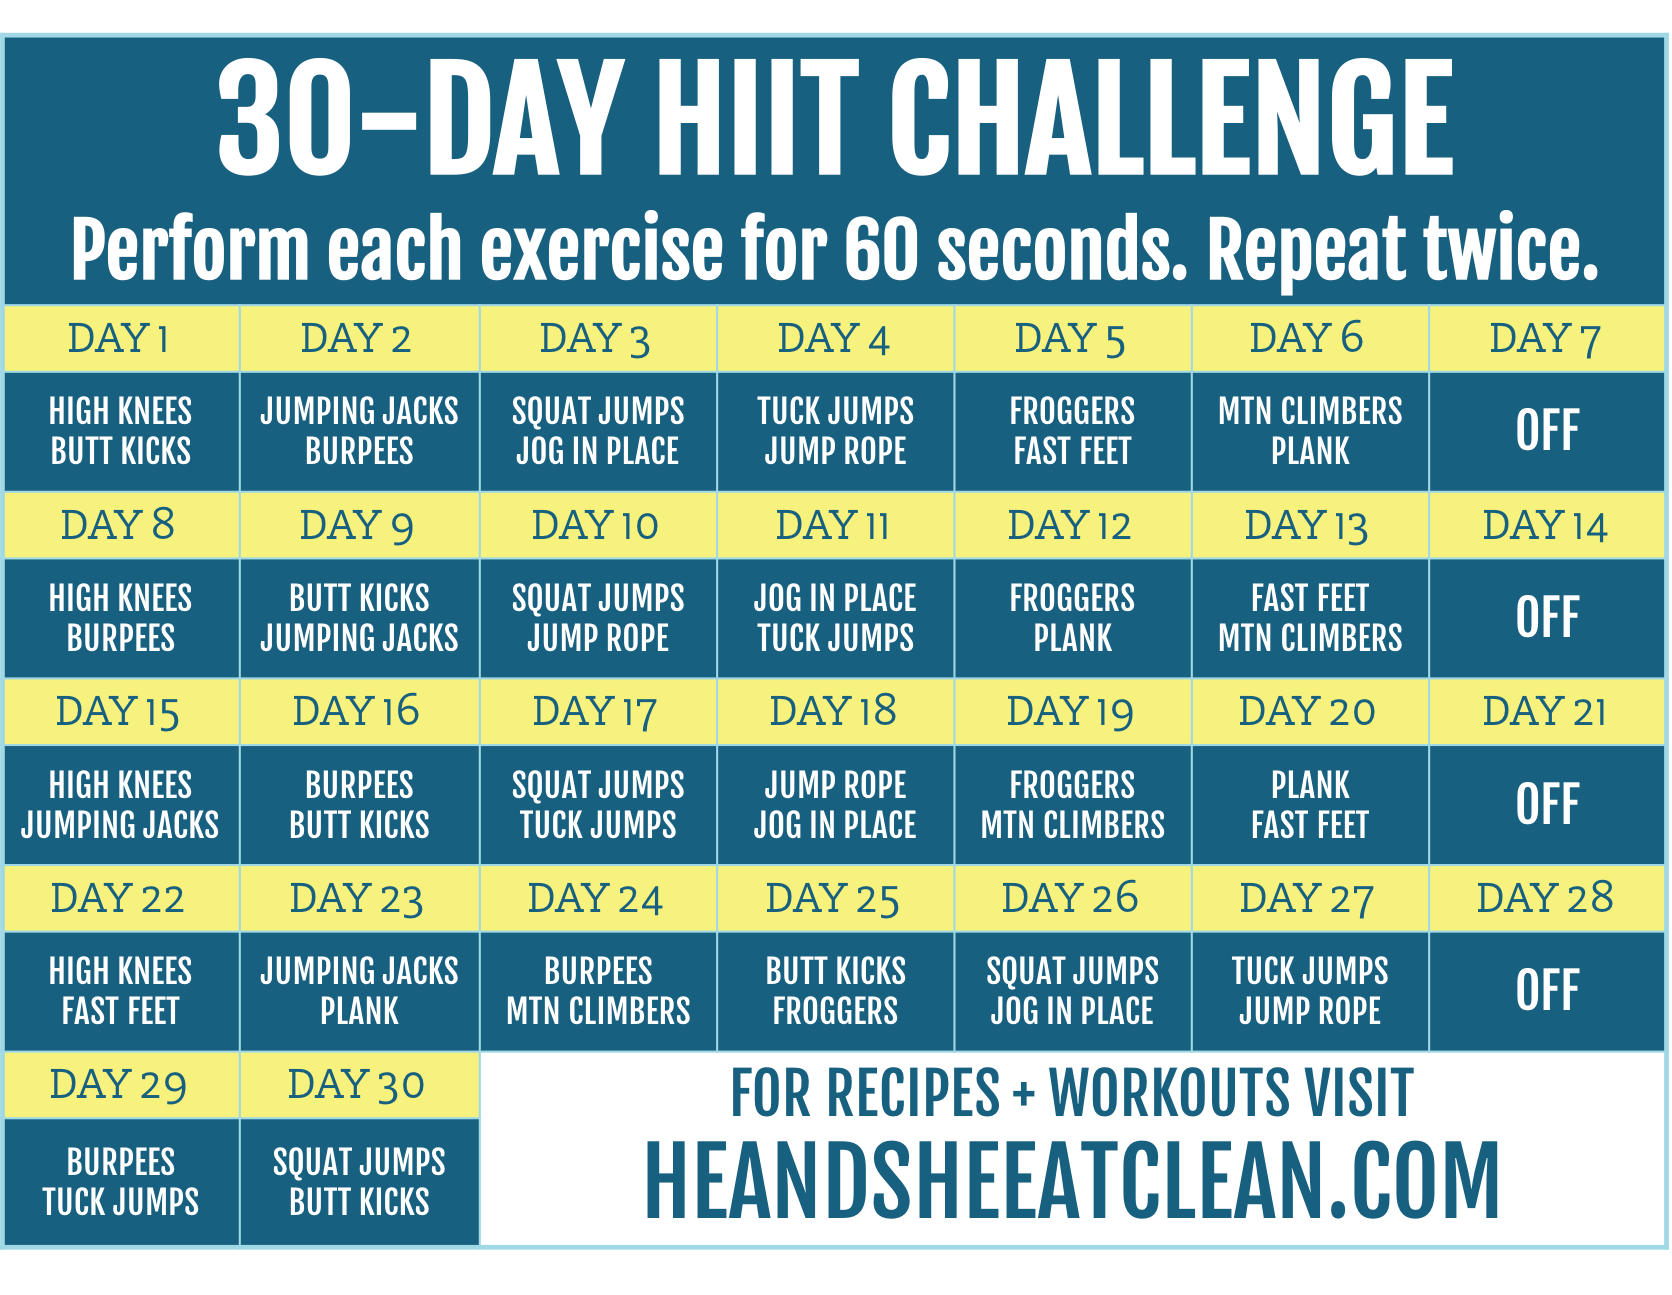 30-DAY HIIT CHALLENGE
Perform each exercise for 60 seconds. Repeat twice.
DAY 1
DAY 2
DAY 3
DAY 4
DAY 5
DAY 6
DAY 7
HIGH KNEES
BUTT KICKS
JUMPING JACKS
BURPEES
SQUAT JUMPS
JOG IN PLACE
TUCK JUMPS
JUMP ROPE
FROGGERS
FAST FEET
MTN CLIMBERS
PLANK
OFF
DAY 8
DAY 9
DAY 10
DAY 11
DAY 12
DAY 13
DAY 14
HIGH KNEES
BURPEES
BUTT KICKS
JUMPING JACKS
SQUAT JUMPS
JUMP ROPE
JOG IN PLACE
TUCK JUMPS
FROGGERS
PLANK
FAST FEET
MTN CLIMBERS
OFF
DAY 15
DAY 16
DAY 17
DAY 18
DAY 19
DAY 20
DAY 21
HIGH KNEES
JUMPING JACKS
BURPEES
BUTT KICKS
SQUAT JUMPS
TUCK JUMPS
JUMP ROPE
JOG IN PLACE
FROGGERS
MTN CLIMBERS
PLANK
FAST FEET
OFF
DAY 22
DAY 23
DAY 24
DAY 25
DAY 26
DAY 27
DAY 28
HIGH KNEES
FAST FEET
JUMPING JACKS
PLANK
BURPEES
MTN CLIMBERS
BUTT KICKS
FROGGERS
SQUAT JUMPS
JOG IN PLACE
TUCK JUMPS
JUMP ROPE
OFF
DAY 29
DAY 30
BURPEES
TUCK JUMPS
SQUAT JUMPS
BUTT KICKS
FOR RECIPES + WORKOUTS VISIT
HEANDSHEEATCLEAN.COM